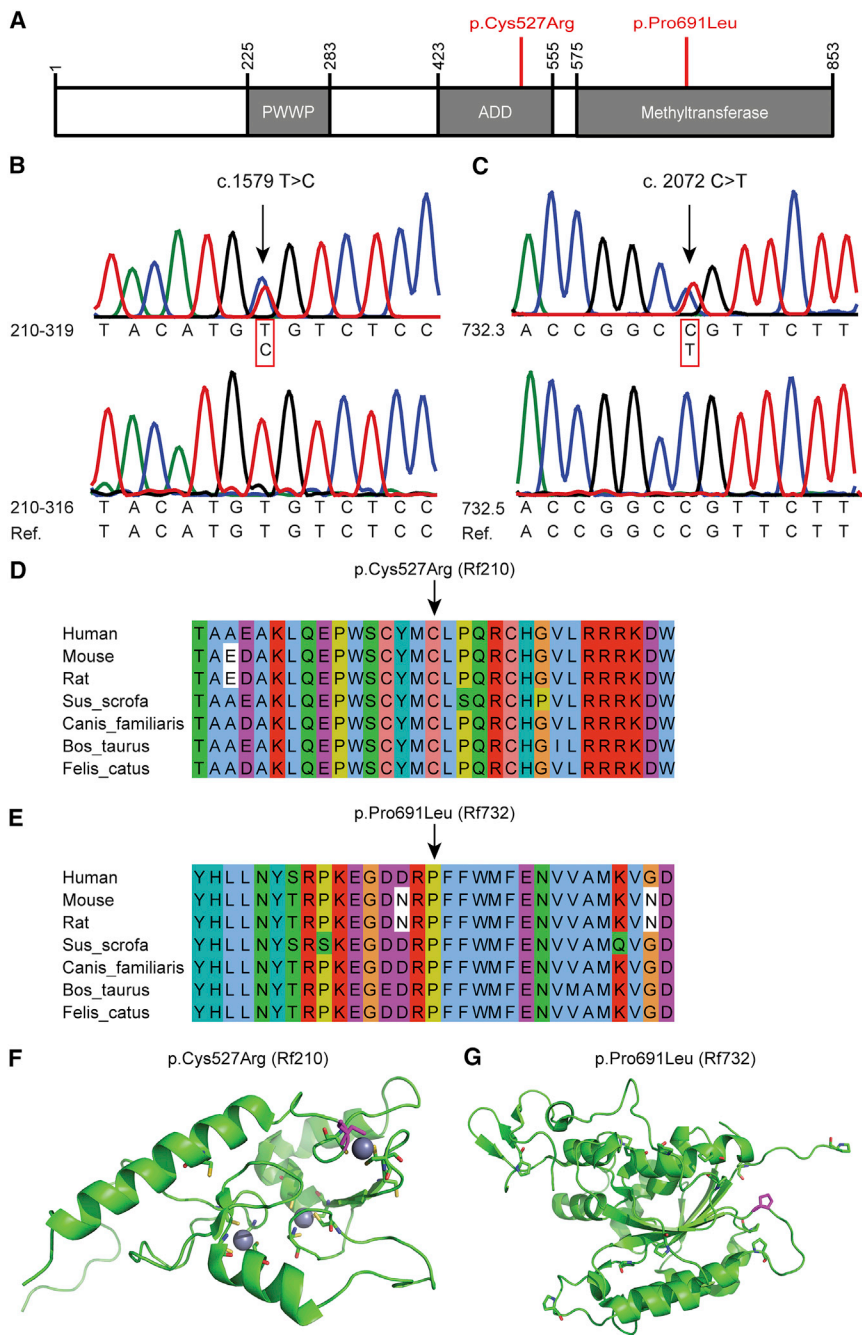 A
p.Cys527Arg
p.Pro691Leu
1
225
283
423
555
575
853
PWWP
ADD
Methyltransferase
B
c.1579 T>C
210-319
T A C A T G T G T C T C C
C
210-316
T A C A T G T G T C T C C
Ref.
T A C A T G T G T C T C C
C
c. 2072 C>T
732.3
A C C G G C C G T T C T T
T
732.5
A C C G G C C G T T C T T
Ref.
A C C G G C C G T T C T T
D
p.Cys527Arg (Rf210)
Human TAAEAKLQEPWSCYMCLPQRCHGVLRRRKDW
Mouse TAEDAKLQEPWSCYMCLPQRCHGVLRRRKDW
Rat TAEDAKLQEPWSCYMCLPQRCHGVLRRRKDW
Sus_scrofa TAAEAKLQEPWSCYMCLSQRCHPVLRRRKDW
Canis_familiaris TAADAKLQEPWSCYMCLPQRCHGVLRRRKDW
Bos_taurus TAAEAKLQEPWSCYMCLPQRCHGILRRRKDW
Felis_catus TAADAKLQEPWSCYMCLPQRCHGVLRRRKDW
E
p.Pro691Leu (Rf732)
Human YHLLNYSRPKEGDDRPFFWMFENVVAMKVGD
Mouse YHLLNYTRPKEGDNRPFFWMFENVVAMKVND
Rat YHLLNYTRPKEGDNRPFFWMFENVVAMKVND
Sus_scrofa YHLLNYSRSKEGDDRPFFWMFENVVAMQVGD
Canis_familiaris YHLLNYTRPKEGDDRPFFWMFENVVAMKVGD
Bos_taurus YHLLNYTRPKEGDDRPFFWMFENVMAMKVGD
Felis_catus YHLLNYTRPKEGDDRPFFWMFENVVAMKVGD
F
p.Cys527Arg (Rf210)
G
p.Pro691Leu (Rf732)